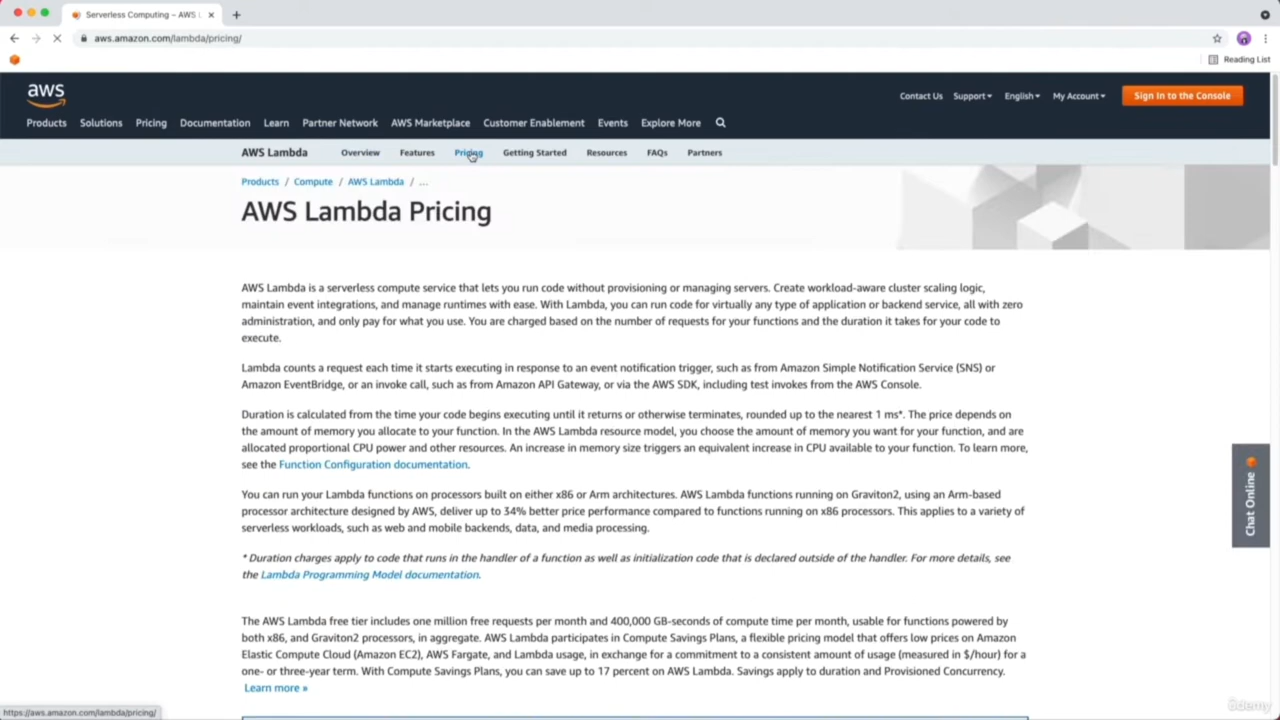 Serverless Computing – AWS L
aws.amazon.com/lambda/pricing/
Reading List
aws
Contact Us Support English My Account Sign In to the Console
Products Solutions Pricing Documentation Learn Partner Network AWS Marketplace Customer Enablement Events Explore More
AWS Lambda Overview Features Pricing Getting Started Resources FAQs Partners
Products / Compute / AWS Lambda / ...
AWS Lambda Pricing
AWS Lambda is a serverless compute service that lets you run code without provisioning or managing servers. Create workload-aware cluster scaling logic,
maintain event integrations, and manage runtimes with ease. With Lambda, you can run code for virtually any type of application or backend service, all with zero
administration, and only pay for what you use. You are charged based on the number of requests for your functions and the duration it takes for your code to
execute.
Lambda counts a request each time it starts executing in response to an event notification trigger, such as from Amazon Simple Notification Service (SNS) or
Amazon EventBridge, or an invoke call, such as from Amazon API Gateway, or via the AWS SDK, including test invokes from the AWS Console.
Duration is calculated from the time your code begins executing until it returns or otherwise terminates, rounded up to the nearest 1 ms*. The price depends on
the amount of memory you allocate to your function. In the AWS Lambda resource model, you choose the amount of memory you want for your function, and are
allocated proportional CPU power and other resources. An increase in memory size triggers an equivalent increase in CPU available to your function. To learn more,
see the Function Configuration documentation.
You can run your Lambda functions on processors built on either x86 or Arm architectures. AWS Lambda functions running on Graviton2, using an Arm-based
processor architecture designed by AWS, deliver up to 34% better price performance compared to functions running on x86 processors. This applies to a variety of
serverless workloads, such as web and mobile backends, data, and media processing.
* Duration charges apply to code that runs in the handler of a function as well as initialization code that is declared outside of the handler. For more details, see
the Lambda Programming Model documentation.
The AWS Lambda free tier includes one million free requests per month and 400,000 GB-seconds of compute time per month, usable for functions powered by
both x86, and Graviton2 processors, in aggregate. AWS Lambda participates in Compute Savings Plans, a flexible pricing model that offers low prices on Amazon
Elastic Compute Cloud (Amazon EC2), AWS Fargate, and Lambda usage, in exchange for a commitment to a consistent amount of usage (measured in $/hour) for a
one- or three-year term. With Compute Savings Plans, you can save up to 17 percent on AWS Lambda. Savings apply to duration and Provisioned Concurrency.
Learn more »
Chat Online
https://aws.amazon.com/lambda/pricing/
ûdemy